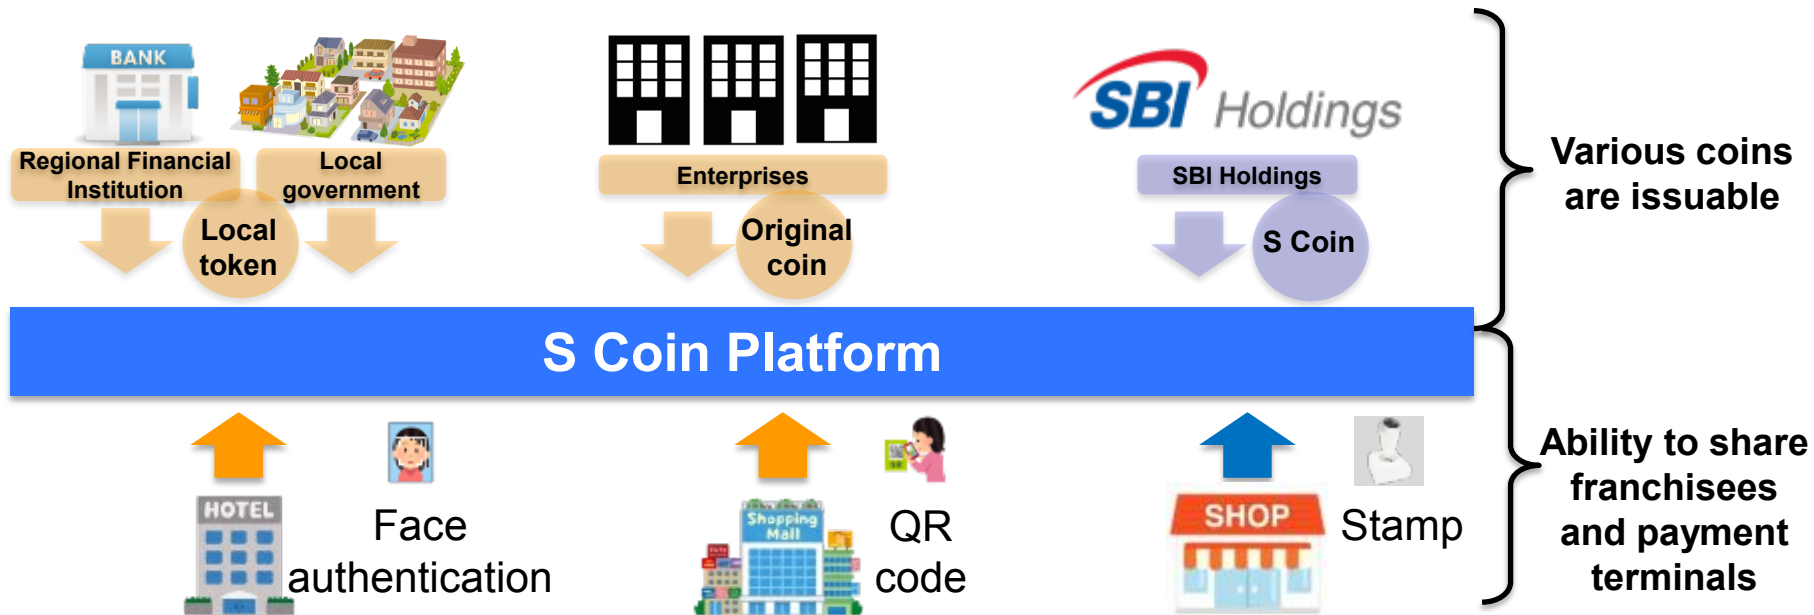 BANK
SBI Holdings
Regional Financial
Institution
Local
government
Enterprises
SBI Holdings
Local
token
Original
coin
S Coin
Various coins
are issuable
S Coin Platform
HOTEL
Face
authentication
Shopping
Mall
QR
code
SHOP
Stamp
Ability to share
franchisees
and payment
terminals